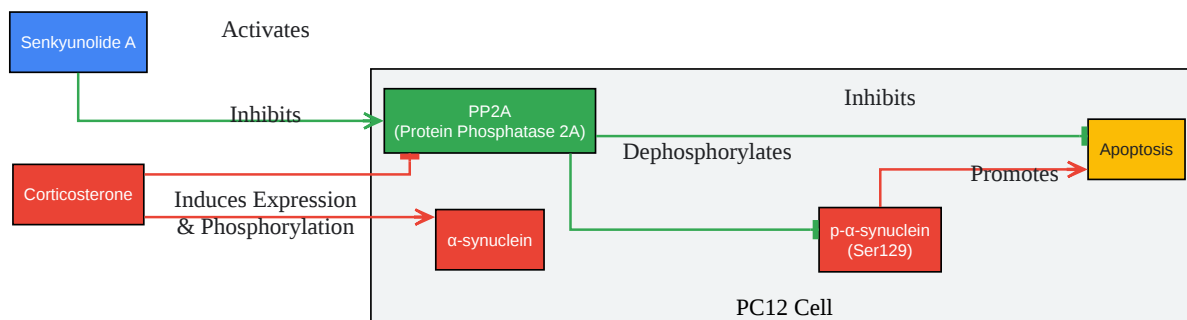 Activates
Senkyunolide A
Inhibits
PP2A
(Protein Phosphatase 2A)
Inhibits
Dephosphorylates
Apoptosis
Promotes
Corticosterone
Induces Expression
& Phosphorylation
α-synuclein
p-α-synuclein
(Ser129)
PC12 Cell